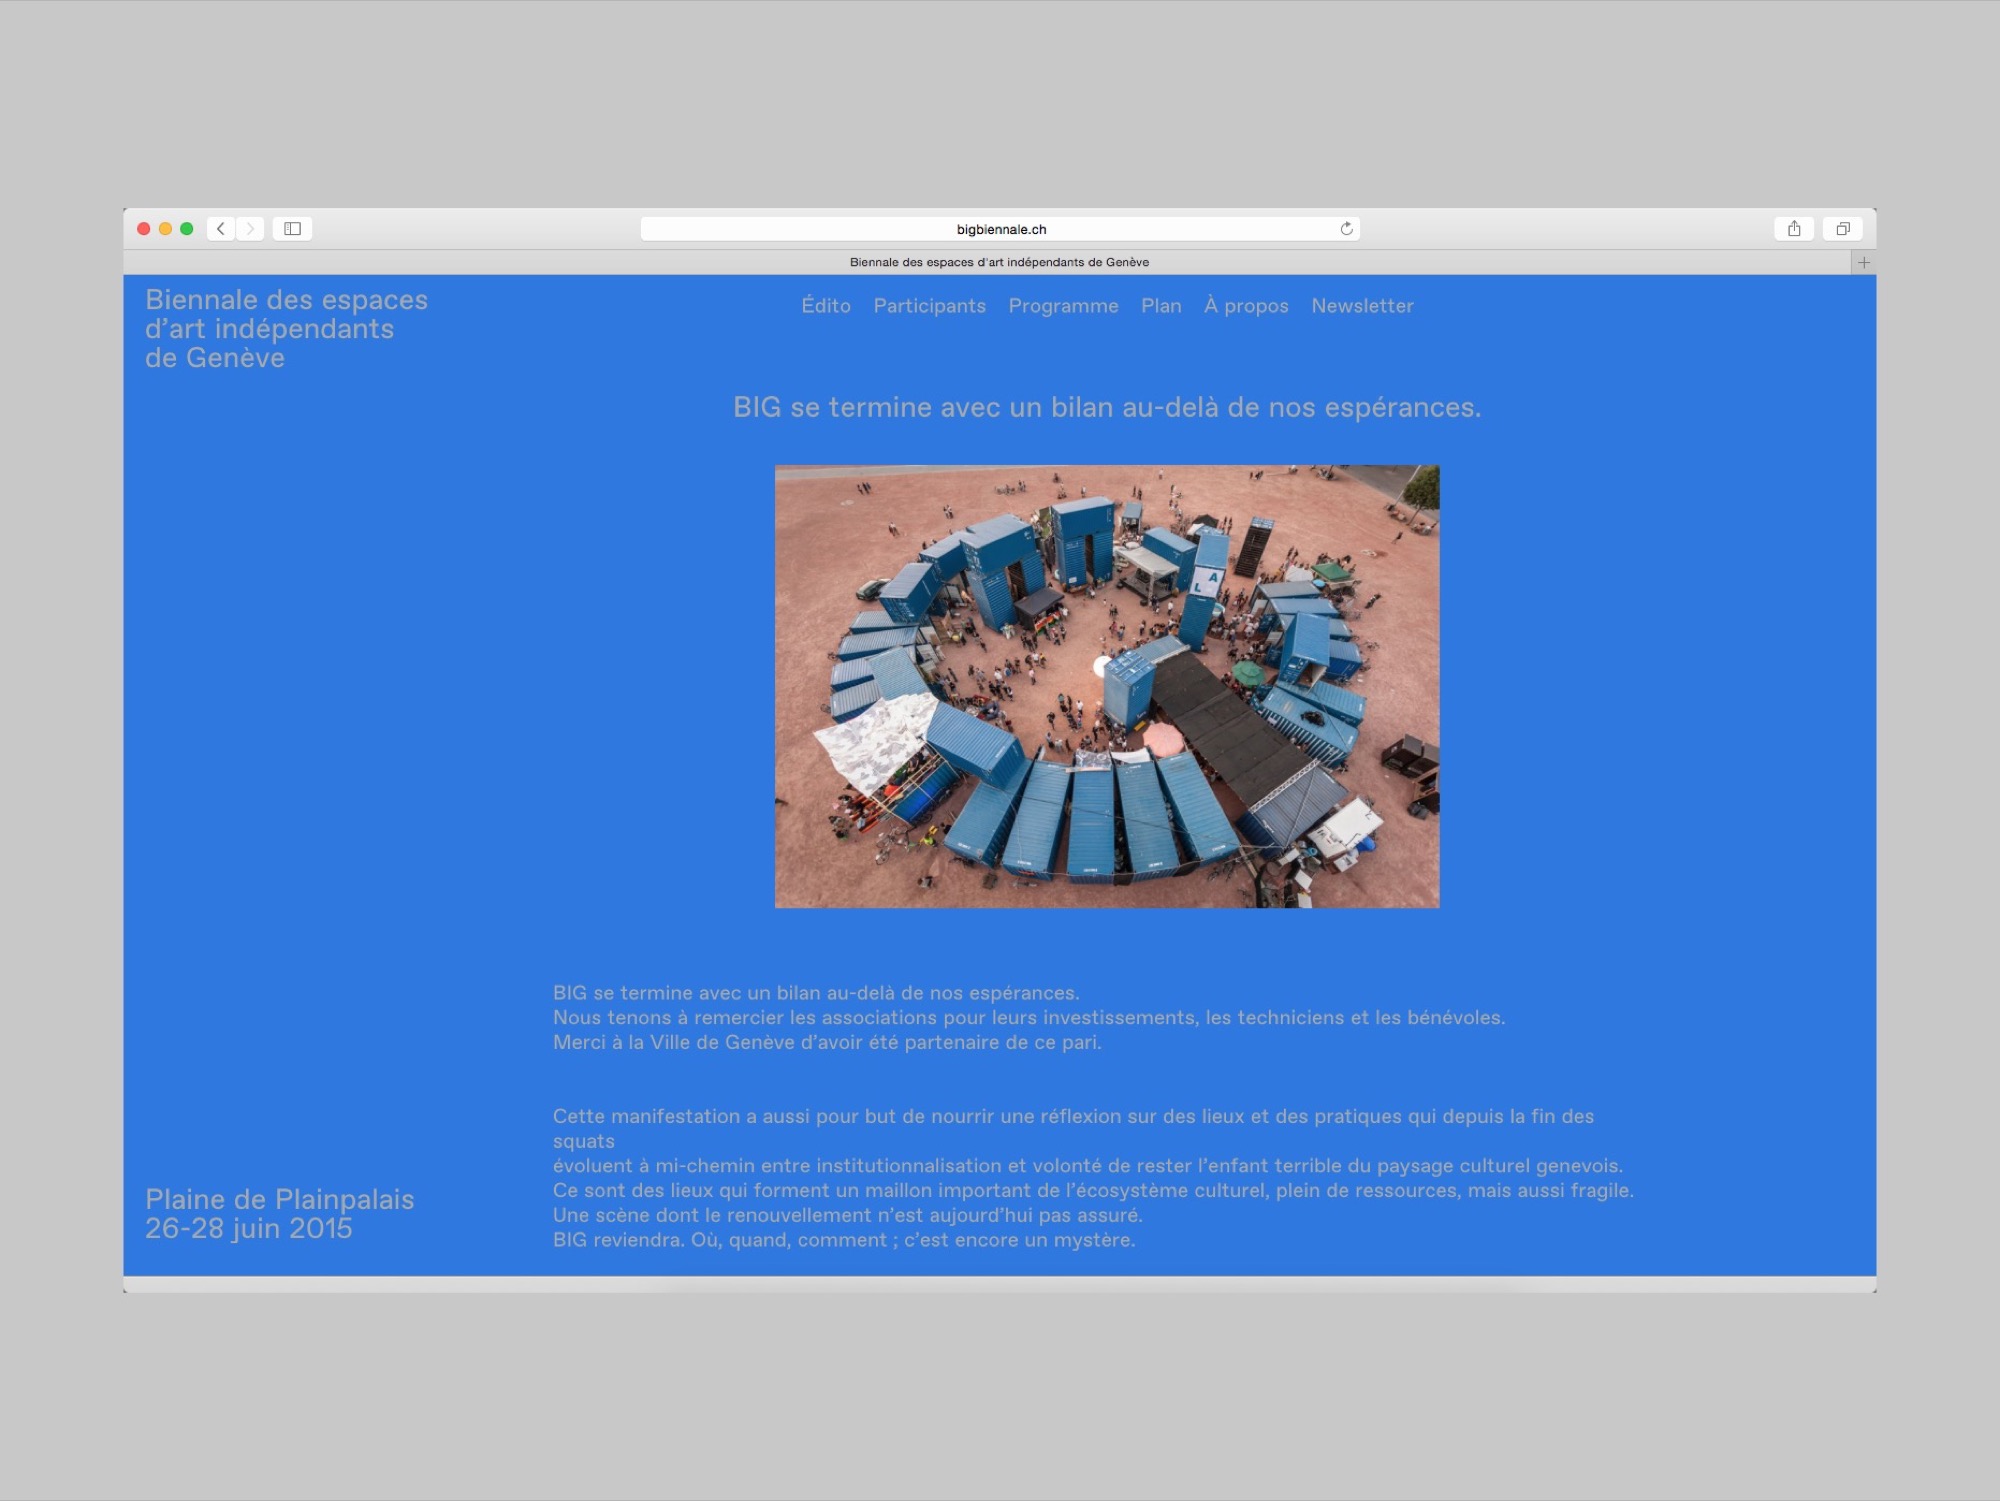 bigbiennale.ch
Biennale des espaces d'art indépendants de Genève
Biennale des espaces
d’art indépendants
de Genève
Édito Participants Programme Plan À propos Newsletter
BIG se termine avec un bilan au-delà de nos espérances.
A
L
BIG se termine avec un bilan au-delà de nos espérances.
Nous tenons à remercier les associations pour leurs investissements, les techniciens et les bénévoles.
Merci à la Ville de Genève d’avoir été partenaire de ce pari.
Cette manifestation a aussi pour but de nourrir une réflexion sur des lieux et des pratiques qui depuis la fin des
squats
évoluent à mi-chemin entre institutionnalisation et volonté de rester l’enfant terrible du paysage culturel genevois.
Ce sont des lieux qui forment un maillon important de l’écosystème culturel, plein de ressources, mais aussi fragile.
Une scène dont le renouvellement n’est aujourd’hui pas assuré.
BIG reviendra. Où, quand, comment ; c’est encore un mystère.
Plaine de Plainpalais
26-28 juin 2015